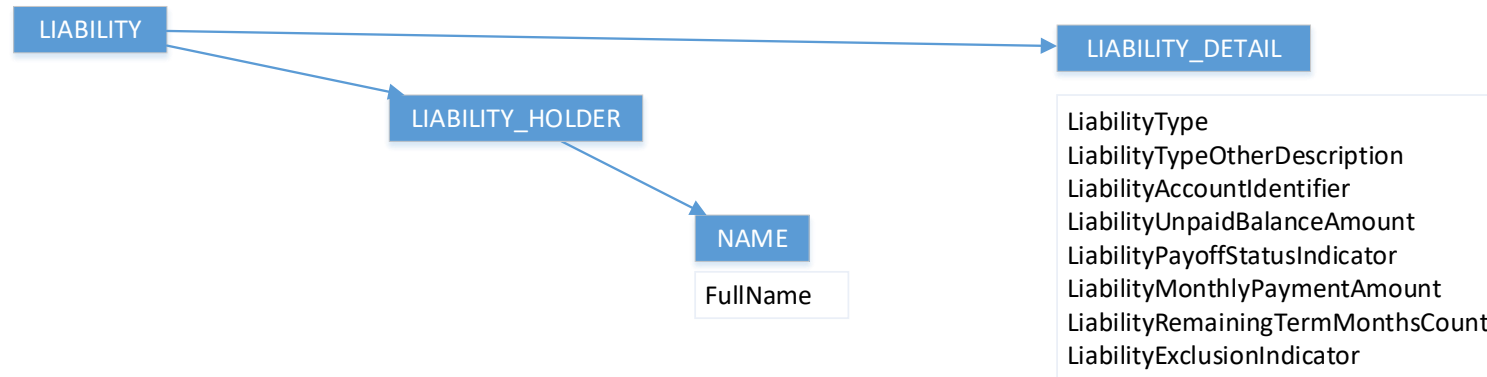 LIABILITY
LIABILITY_DETAIL
LIABILITY_HOLDER
NAME
FullName
LiabilityType
LiabilityTypeOtherDescription
LiabilityAccountIdentifier
LiabilityUnpaidBalanceAmount
LiabilityPayoffStatusIndicator
LiabilityMonthlyPaymentAmount
LiabilityRemainingTermMonthsCount
LiabilityExclusionIndicator